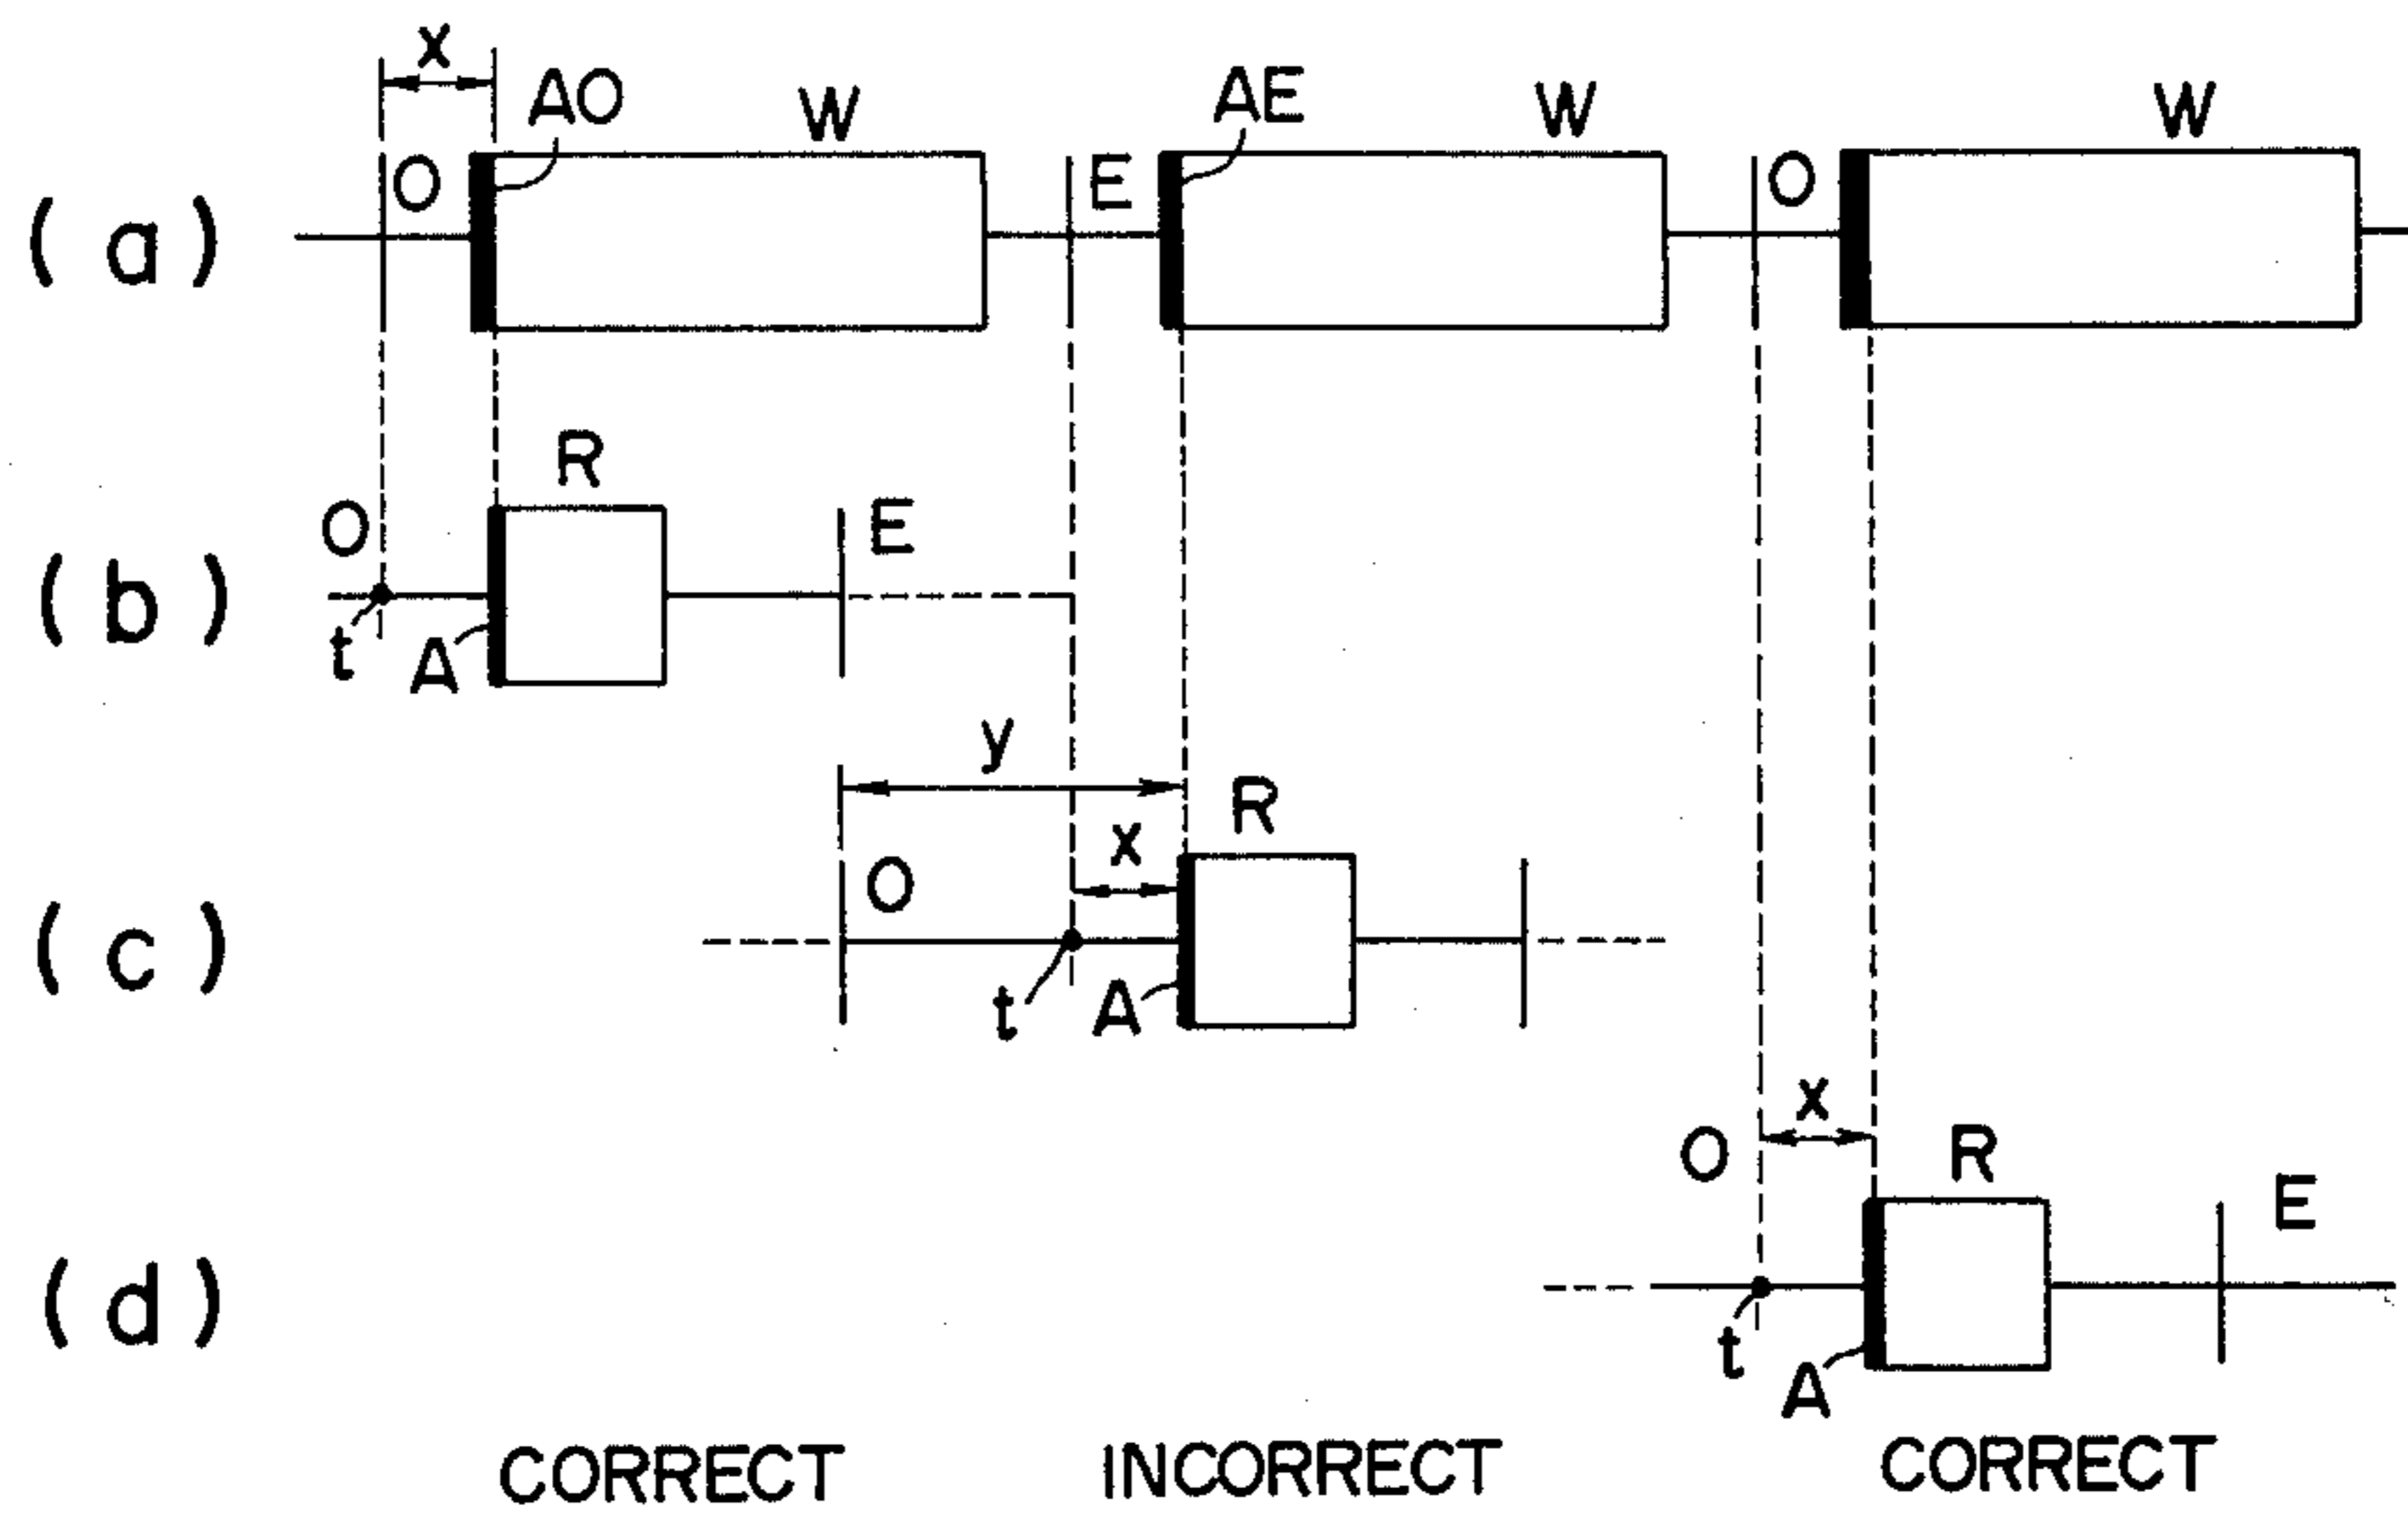 x
AO W AE W W
(a) O E O
R
(b) O E
t A
y
x R
(c) O
t A
x
O R E
(d)
t A
CORRECT INCORRECT CORRECT